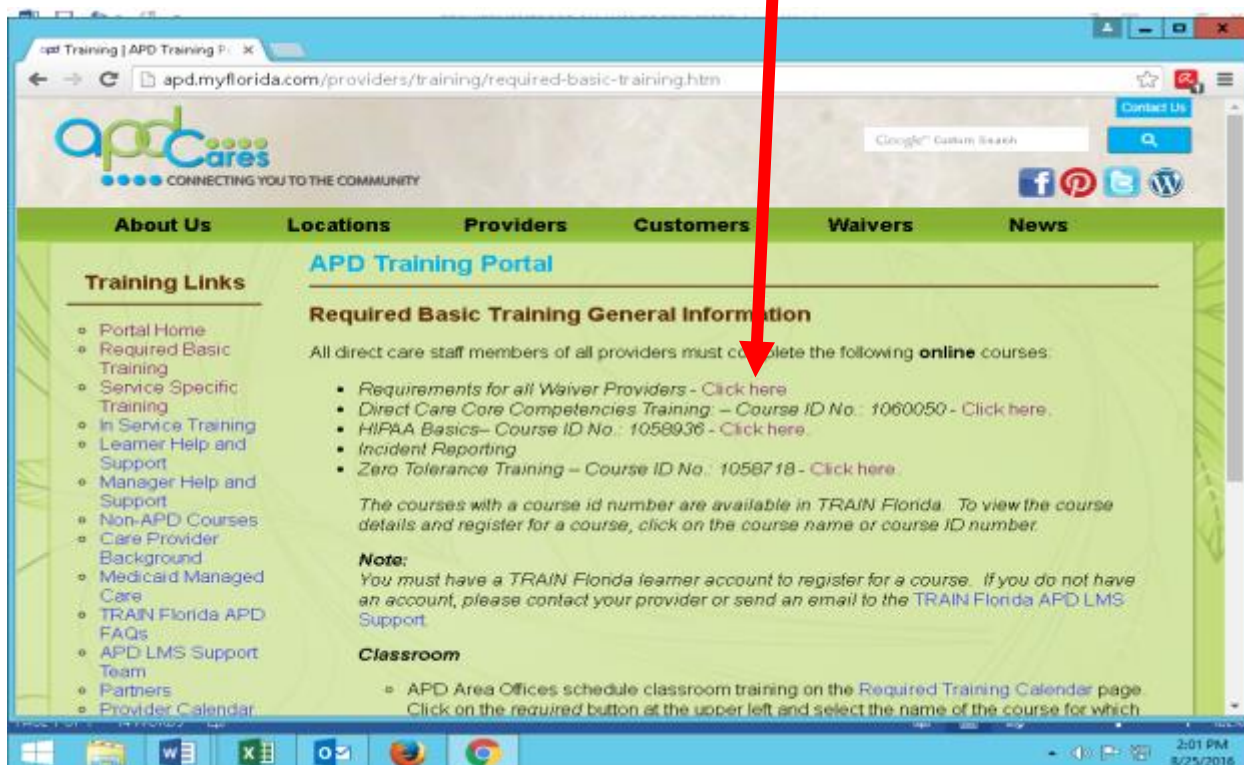 Training | APD Training P
apd.myflorida.com/providers/training/required-basic-training.htm
Contact Us
apd Cares
CONNECTING YOU TO THE COMMUNITY
Google™ Custom Search
About Us Locations Providers Customers Waivers News
Training Links
Portal Home
Required Basic
Training
Service Specific
Training
In Service Training
Learner Help and
Support
Manager Help and
Support
Non-APD Courses
Care Provider
Background
Medicaid Managed
Care
TRAIN Florida APD
FAQs
APD LMS Support
Team
Partners
Provider Calendar
APD Training Portal
Required Basic Training General Information
All direct care staff members of all providers must complete the following online courses:
Requirements for all Waiver Providers - Click here
Direct Care Core Competencies Training: – Course ID No.: 1060050 - Click here.
HIPAA Basics– Course ID No.: 1058936 - Click here.
Incident Reporting
Zero Tolerance Training – Course ID No.: 1058718 - Click here.
The courses with a course id number are available in TRAIN Florida. To view the course
details and register for a course, click on the course name or course ID
number.
Note:
You must have a TRAIN Florida learner account to register for a course. If you do not have
an account, please contact your provider or send an email to the TRAIN Florida APD LMS
Support
Classroom
APD Area Offices schedule classroom training on the Required Training Calendar page.
Click on the required button at the upper left and select the name of the course for which
2:01 PM
8/25/2016